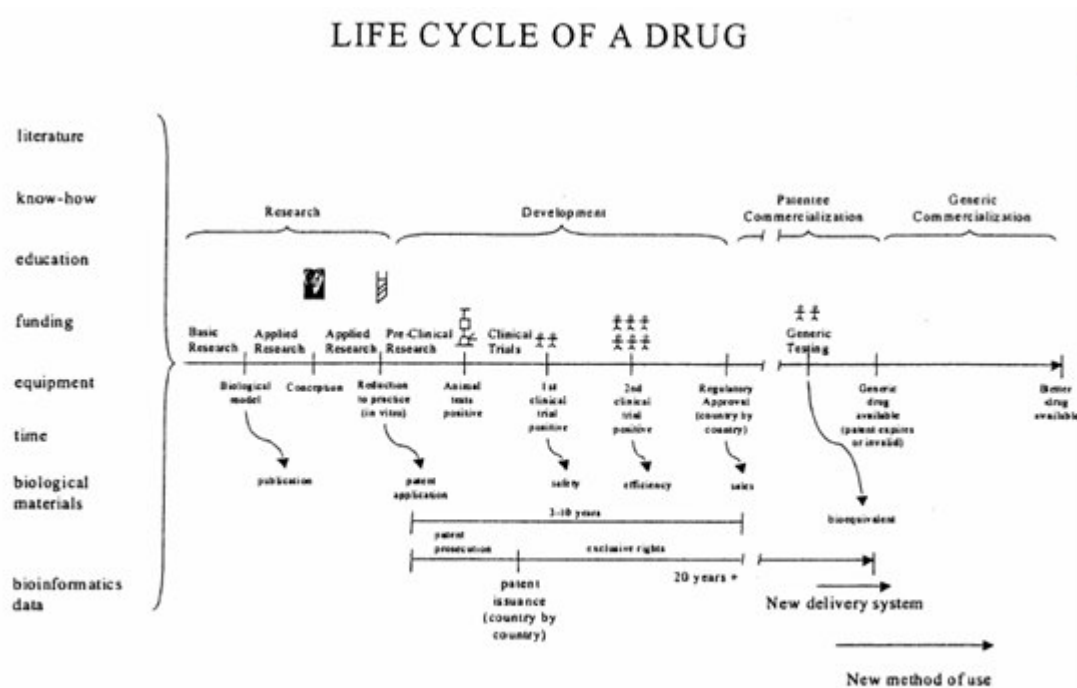 LIFE CYCLE OF A DRUG
literature
know-how
education
funding
equipment
time
biological
materials
bioinformatics
data
Research
Development
Patentee
Commercialization
Generic
Commercialization
Basic
Research
Applied
Research
Applied
Research
Pre-Clinical
Research
Clinical
Trials
Generic
Testing
Biological
model
Conception
Reduction
to practice
(in vitro)
Animal
tests
positive
1st
clinical
trial
positive
2nd
clinical
trial
positive
Regulatory
Approval
(country by
country)
Generic
drug
available
(patent expires
or invalid)
Better
drug
available
publication
patent
application
safety
efficiency
sales
bioequivalent
3-10 years
patent
prosecution
exclusive rights
20 years +
patent
issuance
(country by
country)
New delivery system
New method of use